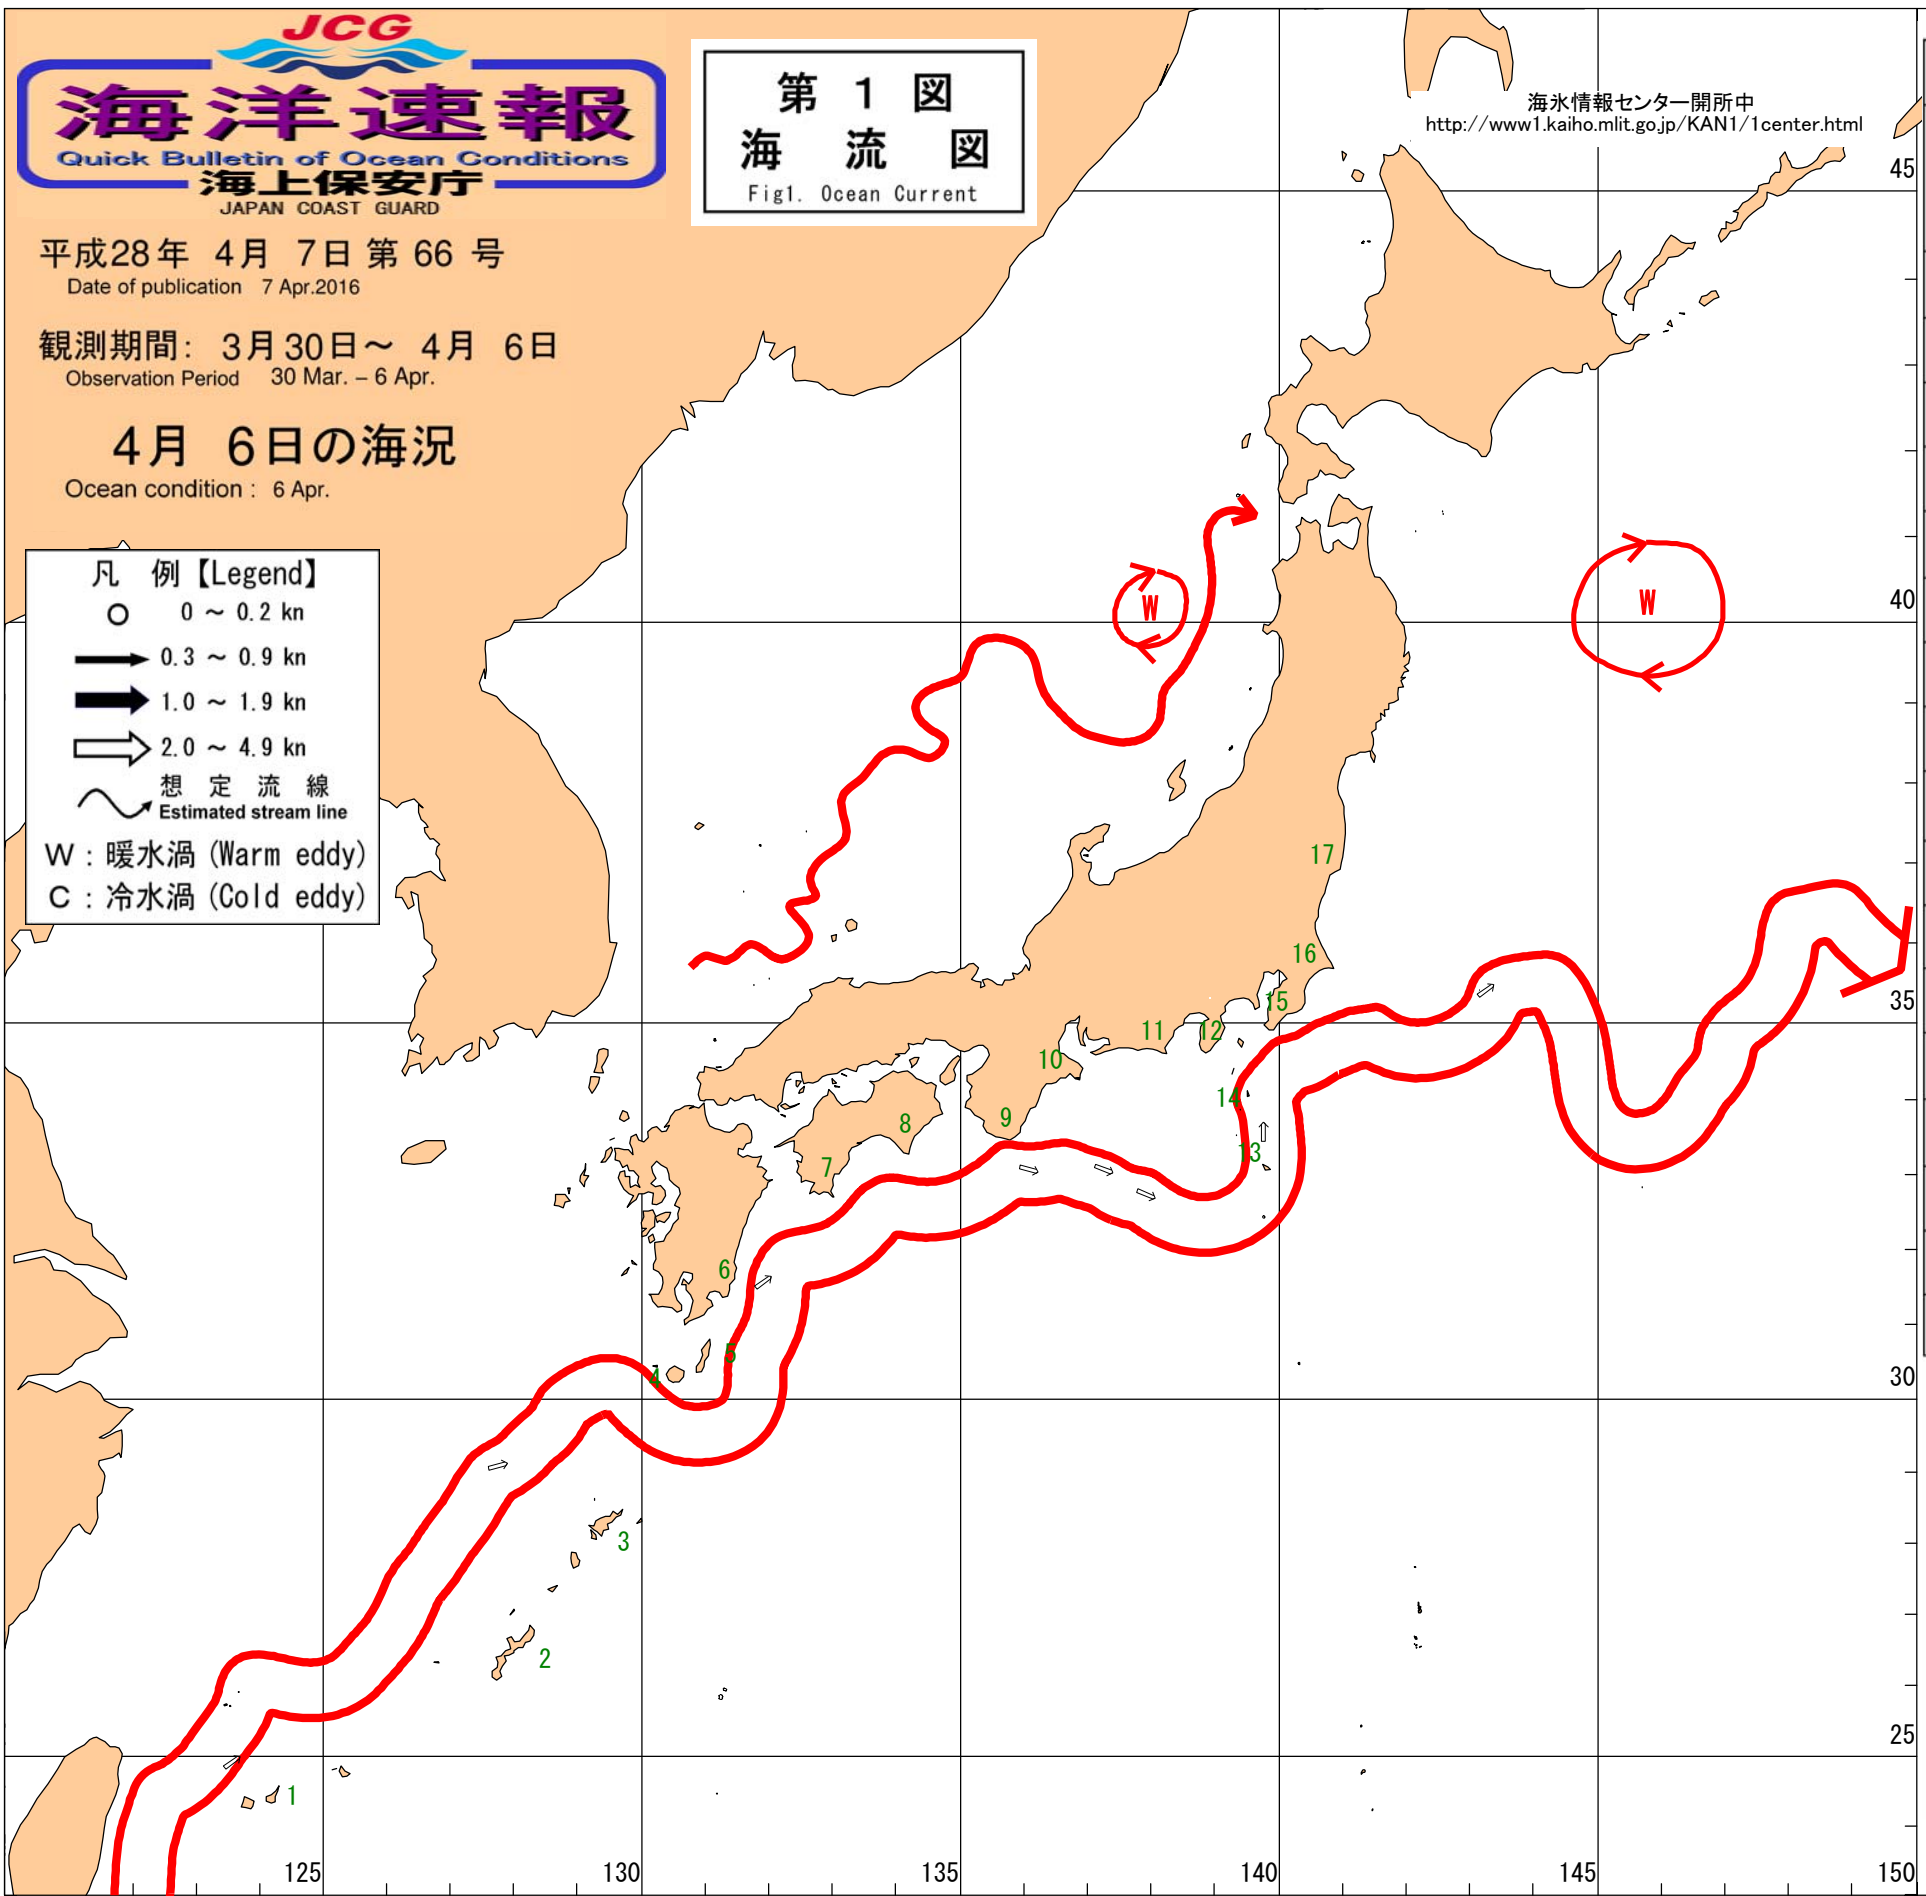 JCG
海洋速報
Quick Bulletin of Ocean Conditions
海上保安庁
JAPAN COAST GUARD
第 1 図
海 流 図
Fig1. Ocean Current
海氷情報センター開所中
http://www1.kaiho.mlit.go.jp/KAN1/1center.html
平成28年 4月 7日 第 66 号
Date of publication 7 Apr.2016
観測期間: 3月30日～ 4月 6日
Observation Period 30 Mar. – 6 Apr.
4月 6日の海況
Ocean condition : 6 Apr.
凡 例【Legend】
0 ～ 0.2 kn
0.3 ～ 0.9 kn
1.0 ～ 1.9 kn
2.0 ～ 4.9 kn
想 定 流 線
Estimated stream line
W : 暖水渦 (Warm eddy)
C : 冷水渦 (Cold eddy)
45
W
W
40
17
16
35
15
12
11
10
14
9
8
13
7
6
5
4
30
3
2
25
1
125
130
135
140
145
150